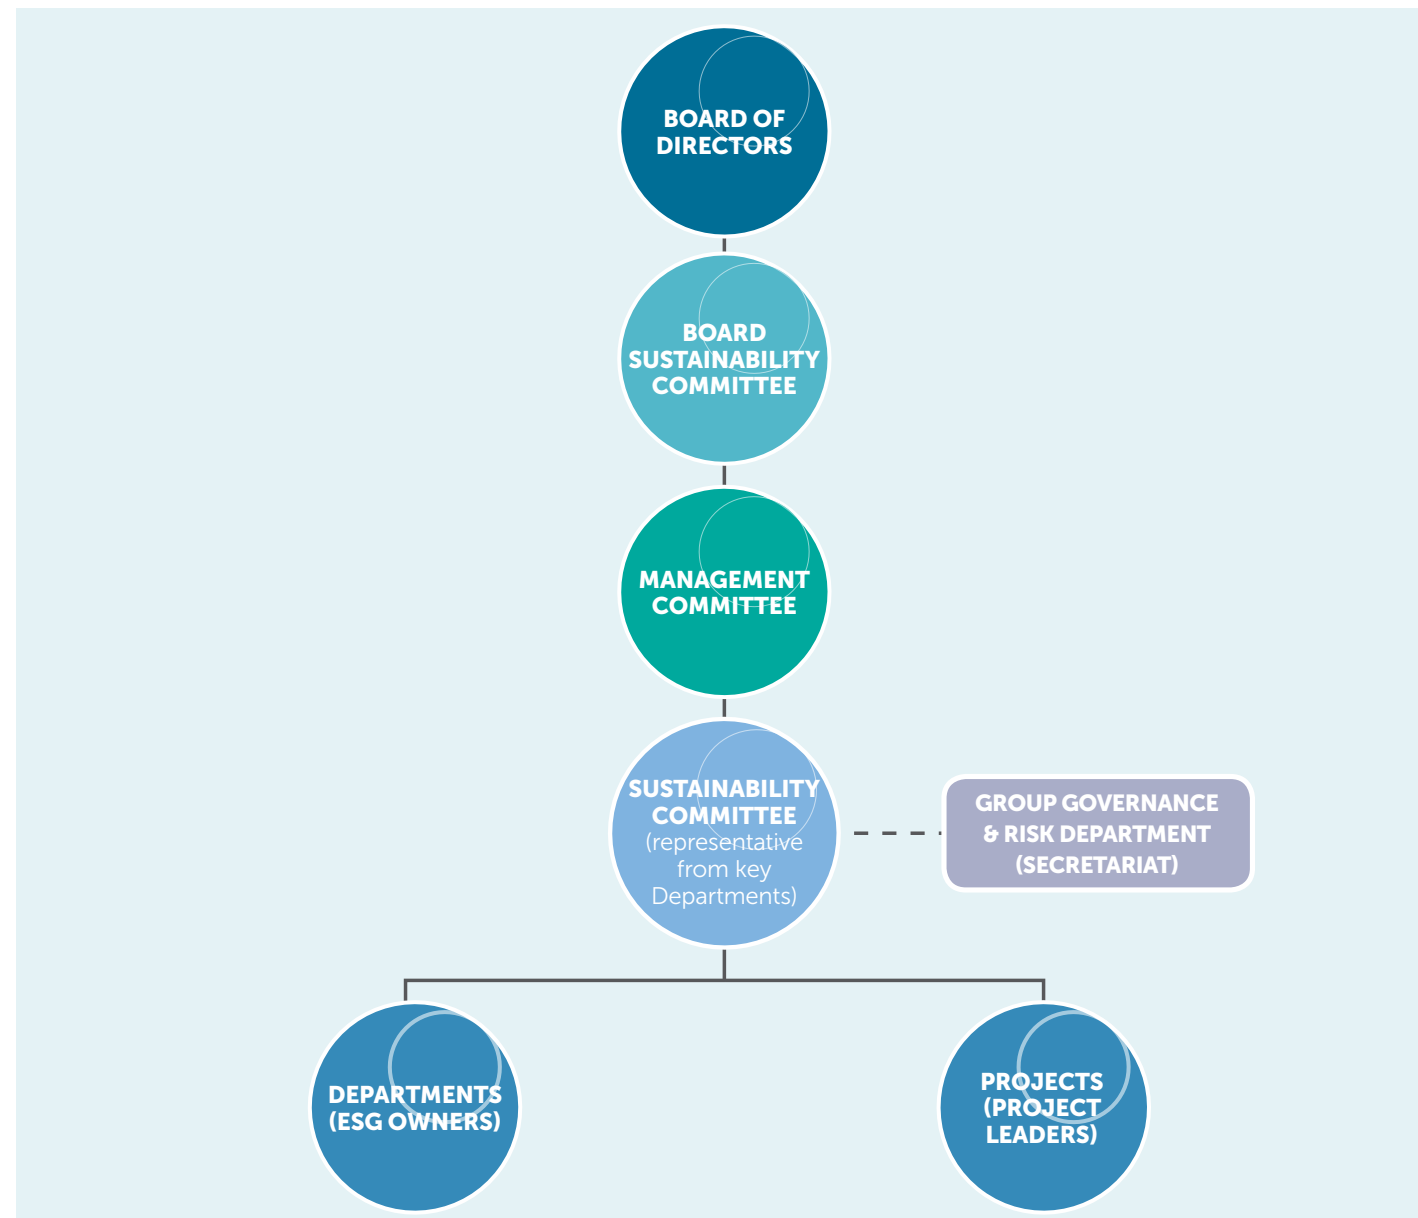 BOARD OF
DIRECTORS
BOARD
SUSTAINABILITY
COMMITTEE
MANAGEMENT
COMMITTEE
SUSTAINABILITY
COMMITTEE
(representative
from key
Departments)
GROUP GOVERNANCE
& RISK DEPARTMENT
(SECRETARIAT)
DEPARTMENTS
(ESG OWNERS)
PROJECTS
(PROJECT
LEADERS)